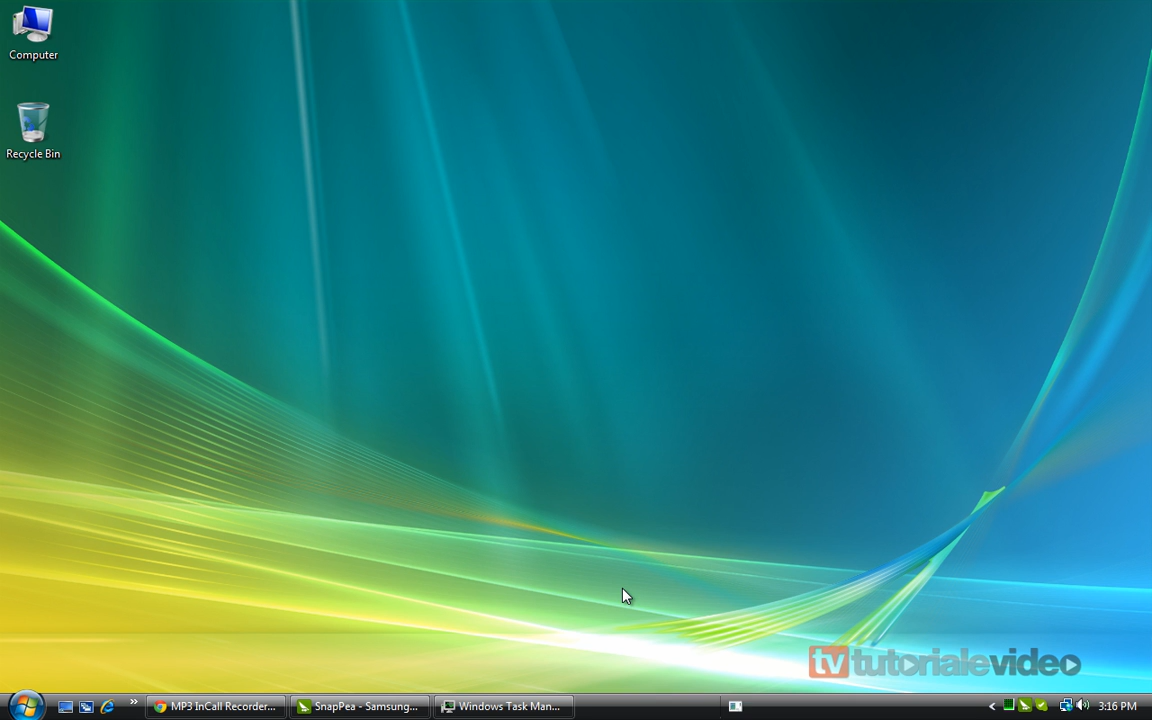 Computer
Recycle Bin
tv tutorialevideo
MP3 InCall Recorder...
SnapPea - Samsung...
Windows Task Man...
3:16 PM